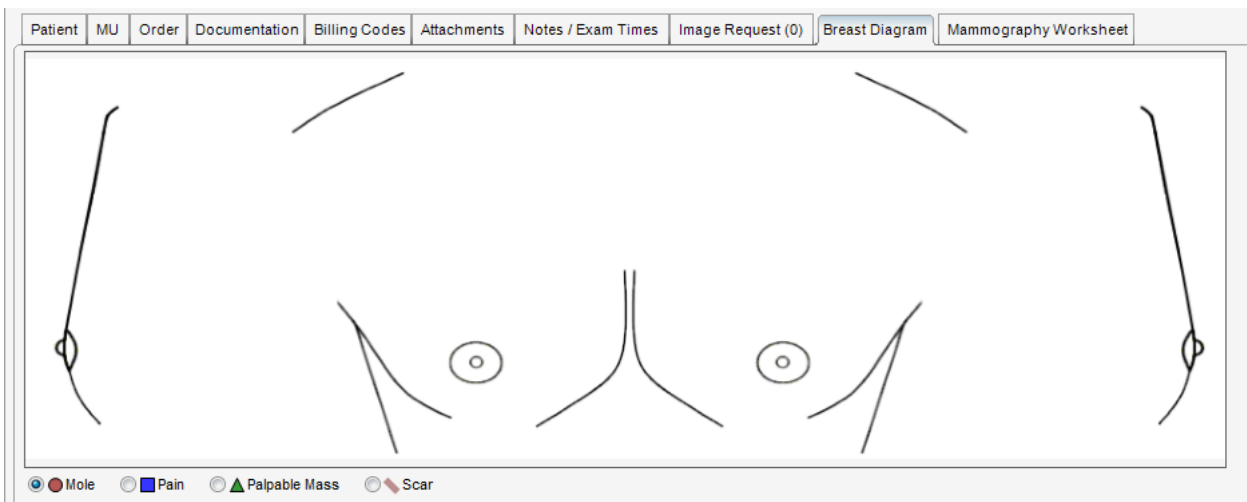 Patient MU Order Documentation Billing Codes Attachments Notes / Exam Times Image Request (0) Breast Diagram Mammography Worksheet
Mole Pain Palpable Mass Scar